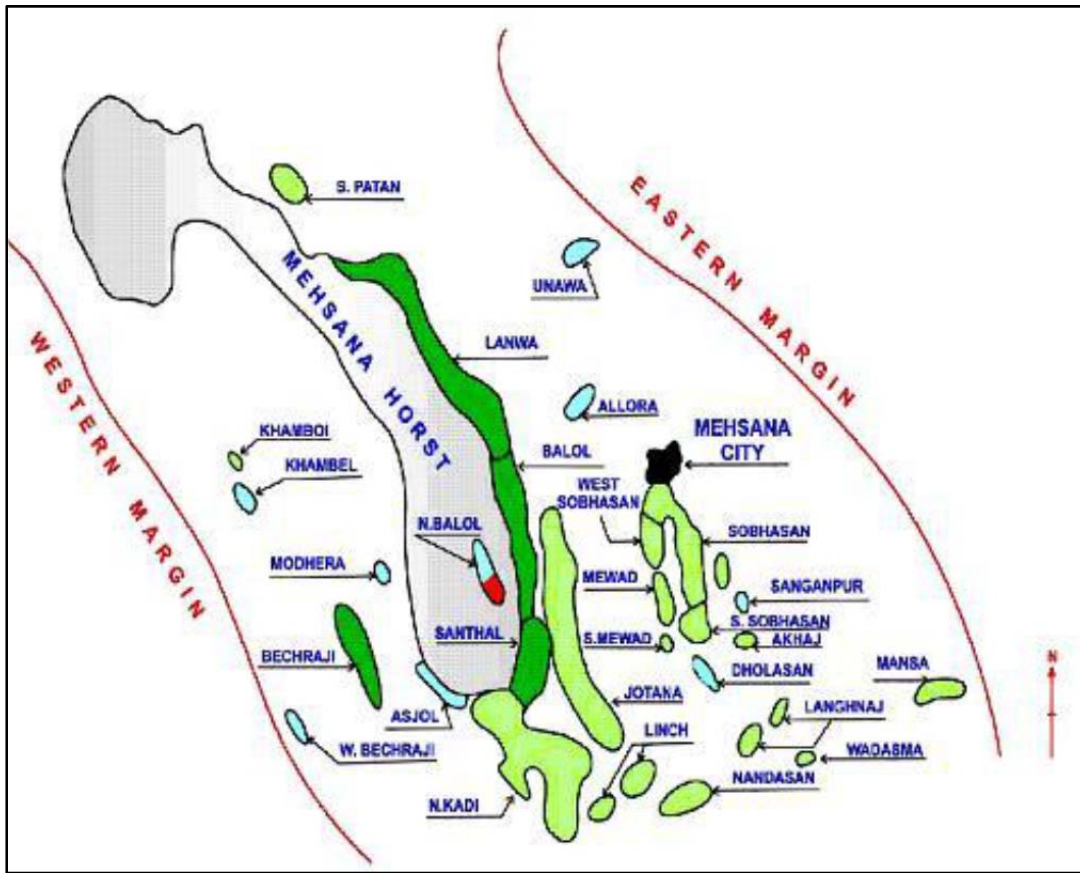 S. PATAN
EASTERN MARGIN
UNAWA
MEHSANA HORST
LANWA
WESTERN MARGIN
ALLORA
MEHSANA
CITY
KHAMBOI
BALOL
KHAMBEL
WEST
SOBHASAN
N.BALOL
SOBHASAN
MODHERA
MEWAD
SANGANPUR
S. SOBHASAN
SANTHAL
S.MEWAD
AKHAJ
BECHRAJI
DHOLASAN
MANSA
JOTANA
ASJOL
LANGHNAJ
LINCH
W. BECHRAJI
WADASMA
NANDASAN
N.KADI
N